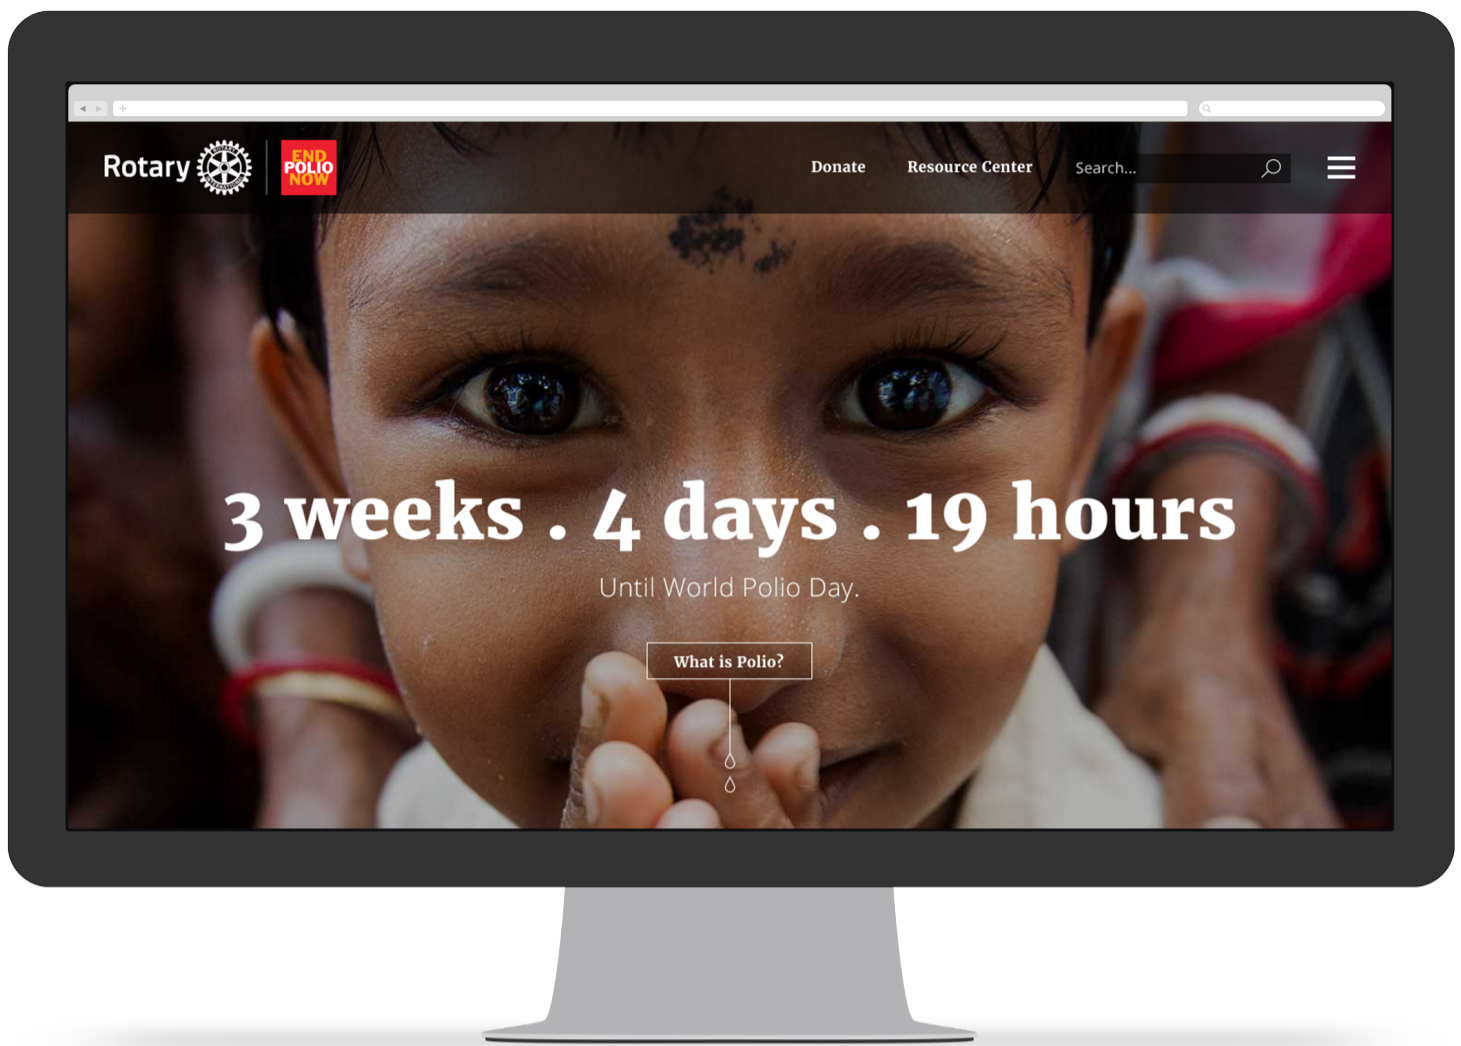 Rotary
END
POLIO
NOW
Donate
Resource Center
Search...
3 weeks . 4 days . 19 hours
Until World Polio Day.
What is Polio?